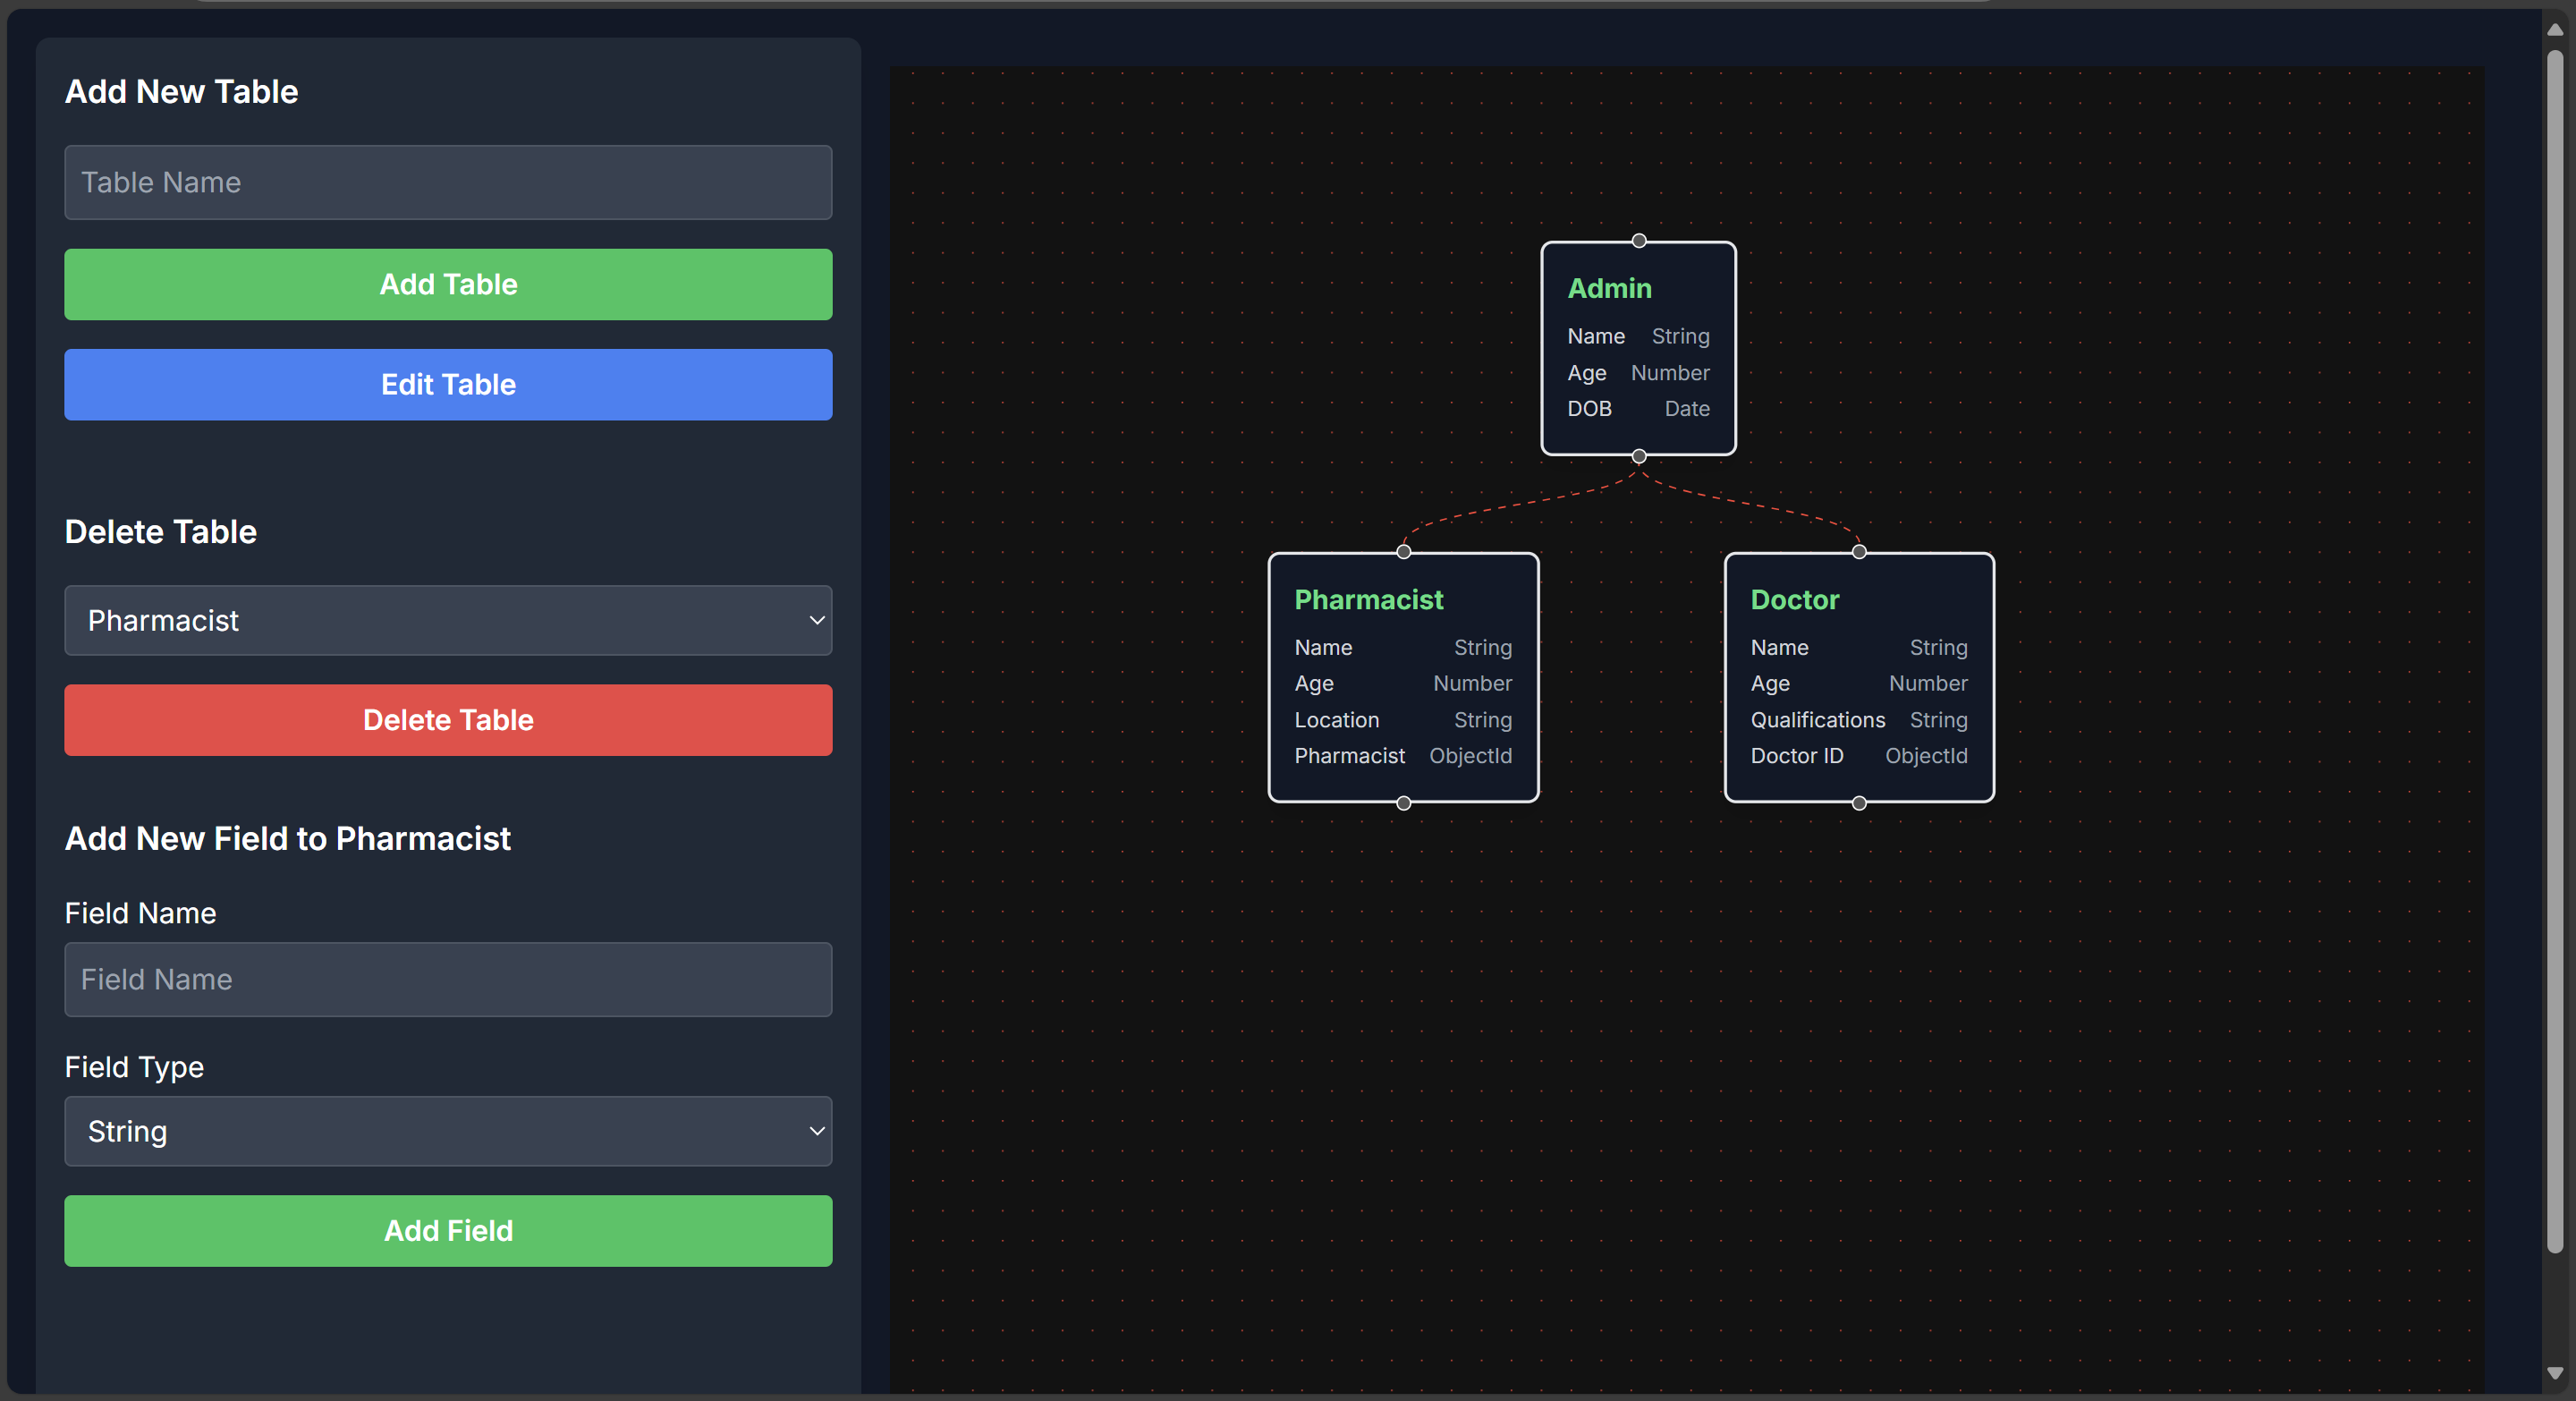 Add New Table
Table Name
Add Table
Edit Table
Delete Table
Pharmacist
Delete Table
Add New Field to Pharmacist
Field Name
Field Name
Field Type
String
Add Field
Admin
Name String
Age Number
DOB Date
Pharmacist
Name String
Age Number
Location String
Pharmacist ObjectId
Doctor
Name String
Age Number
Qualifications String
Doctor ID ObjectId